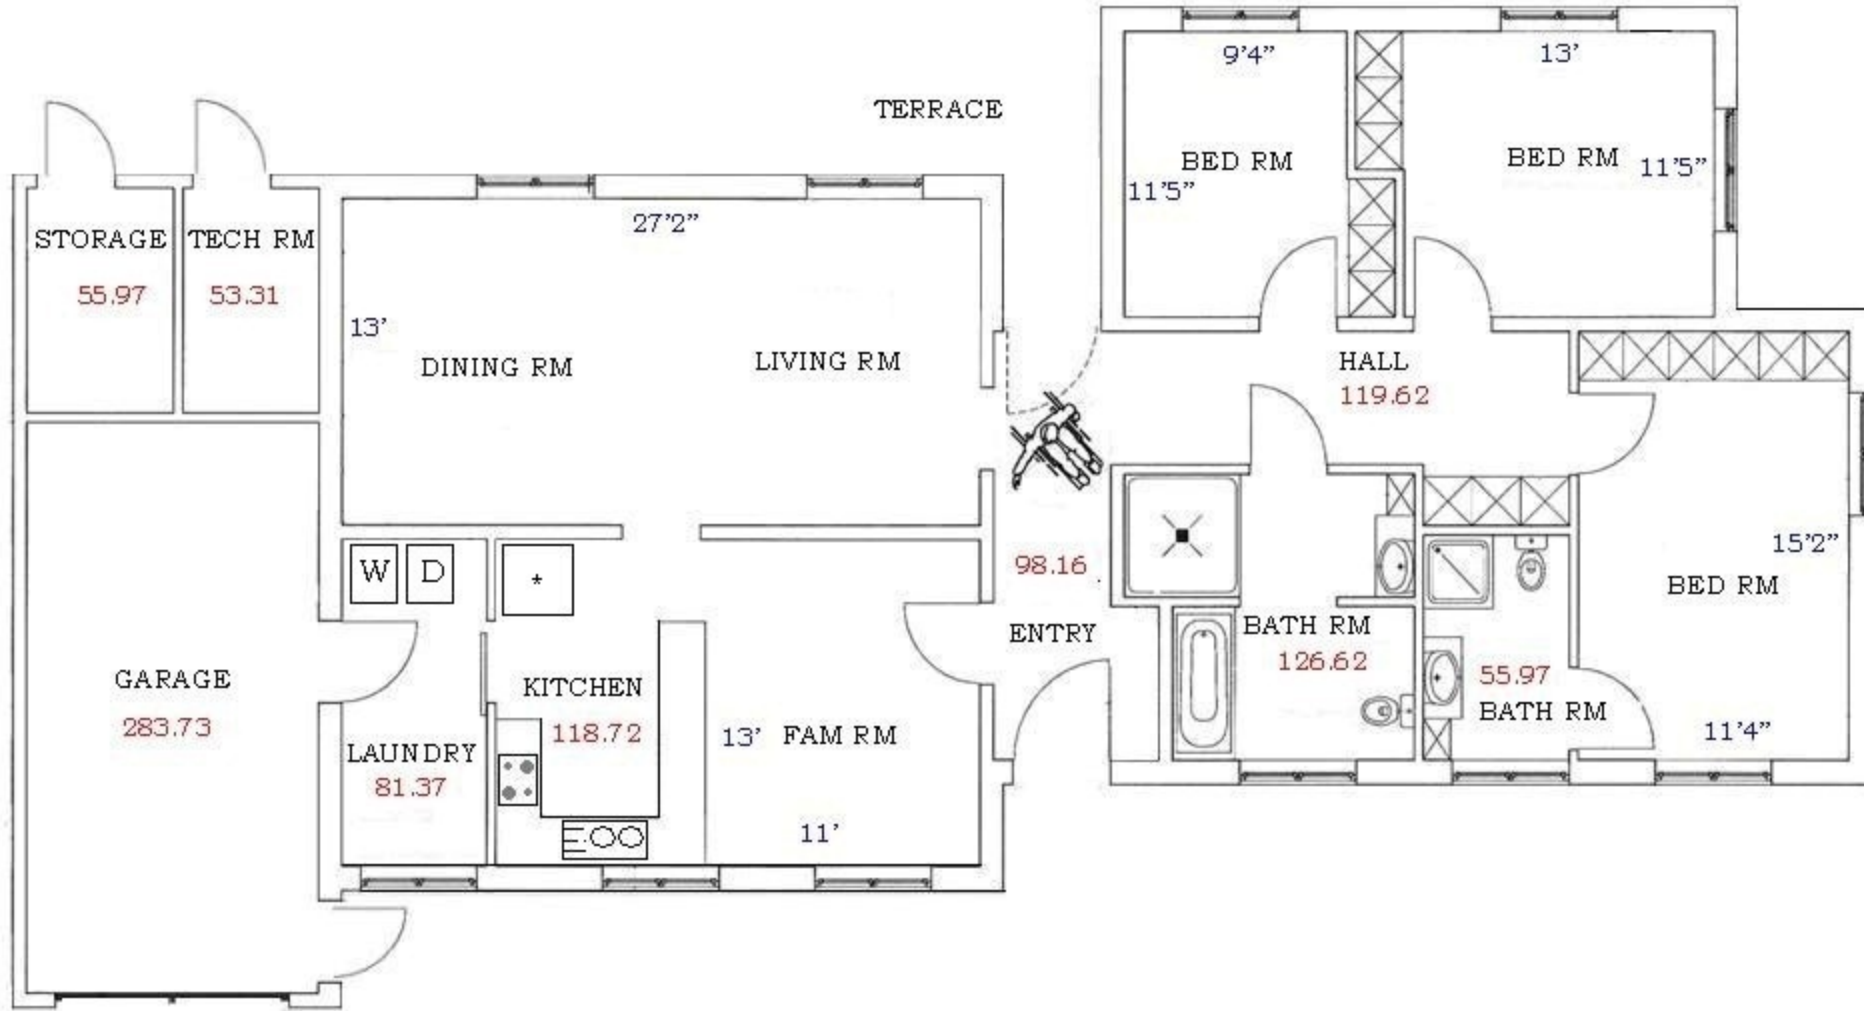 9'4"
13'
TERRACE
BED RM
BED RM
11'5"
11'5"
27'2"
STORAGE
TECH RM
55.97
53.31
13'
DINING RM
LIVING RM
HALL
119.62
15'2"
W
D
*
98.16
BED RM
ENTRY
BATH RM
126.62
GARAGE
283.73
KITCHEN
118.72
13'
FAM RM
55.97
BATH RM
11'4"
LAUNDRY
81.37
11'